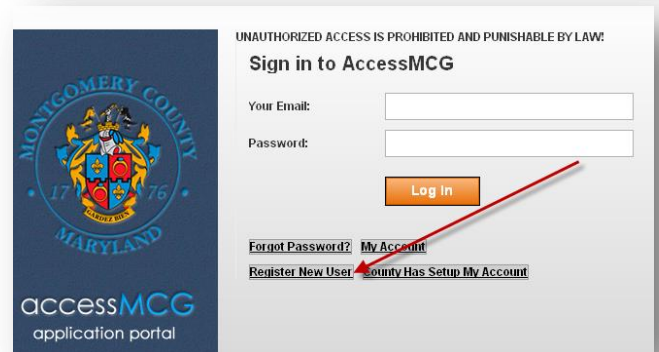 UNAUTHORIZED ACCESS IS PROHIBITED AND PUNISHABLE BY LAW!
Sign in to AccessMCG
Your Email:
Password:
Log In
Forgot Password? My Account
Register New User County Has Setup My Account
MONTGOMERY COUNTY
17 76
GARDEZ BIEN
MARYLAND
accessMCG
application portal